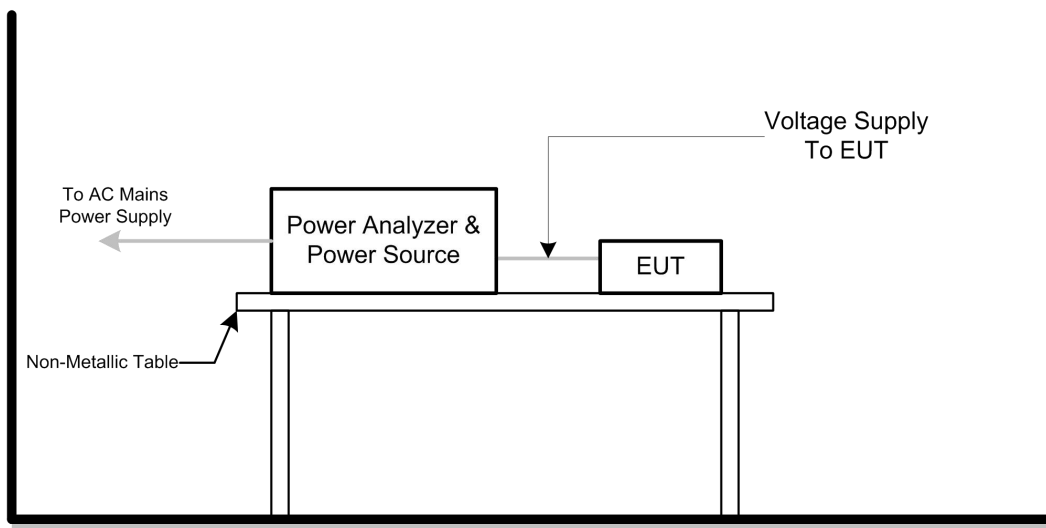 Voltage Supply
To EUT
To AC Mains
Power Supply
Power Analyzer &
Power Source
EUT
Non-Metallic Table